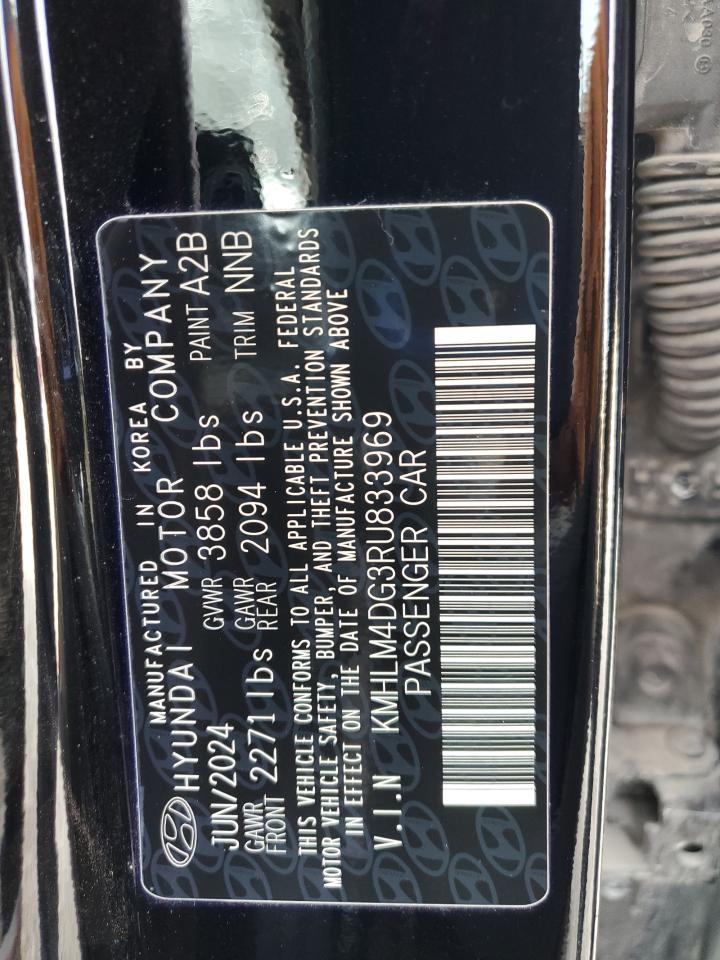 MANUFACTURED IN KOREA BY
HYUNDAI MOTOR COMPANY
JUN/2024 GVWR 3858 lbs PAINT A2B
GAWR FRONT 2271 lbs GAWR REAR 2094 lbs TRIM NNB
THIS VEHICLE CONFORMS TO ALL APPLICABLE U.S.A. FEDERAL
MOTOR VEHICLE SAFETY, BUMPER, AND THEFT PREVENTION STANDARDS
IN EFFECT ON THE DATE OF MANUFACTURE SHOWN ABOVE
V.I.N KMHLM4DG3RU833969
PASSENGER CAR